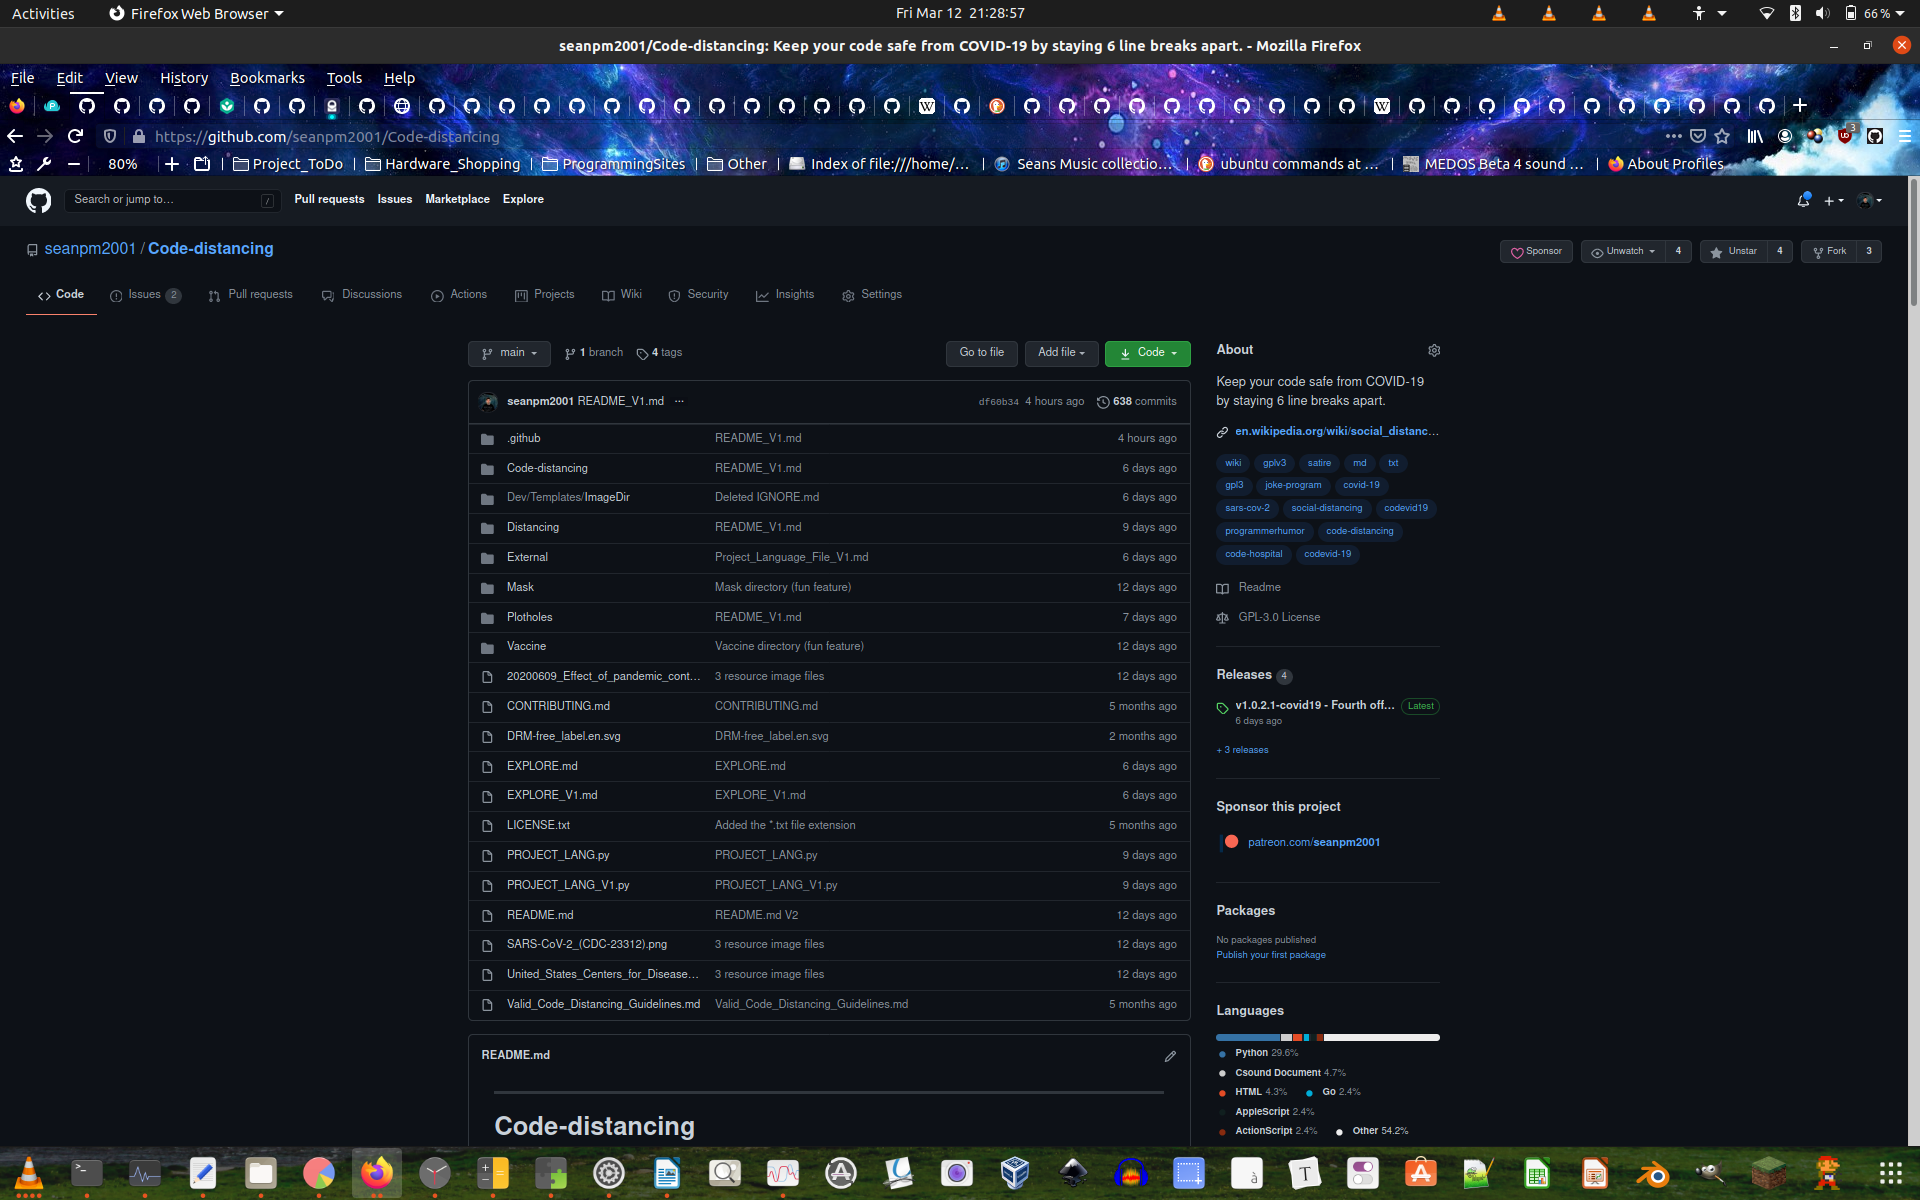 Activities Firefox Web Browser Fri Mar 12 21:28:57 66 %
seanpm2001/Code-distancing: Keep your code safe from COVID-19 by staying 6 line breaks apart. - Mozilla Firefox
File Edit View History Bookmarks Tools Help
https://github.com/seanpm2001/Code-distancing 3
80% Project_ToDo Hardware_Shopping ProgrammingSites Other Index of file:///home/… Seans Music collectio… ubuntu commands at … MEDOS Beta 4 sound … About Profiles
Search or jump to… / Pull requests Issues Marketplace Explore
seanpm2001 / Code-distancing Sponsor Unwatch 4 Unstar 4 Fork 3
Code Issues 2 Pull requests Discussions Actions Projects Wiki Security Insights Settings
main 1 branch 4 tags Go to file Add file Code
seanpm2001 README_V1.md ... df60b34 4 hours ago 638 commits
.github README_V1.md 4 hours ago
Code-distancing README_V1.md 6 days ago
Dev/Templates/ImageDir Deleted IGNORE.md 6 days ago
Distancing README_V1.md 9 days ago
External Project_Language_File_V1.md 6 days ago
Mask Mask directory (fun feature) 12 days ago
Plotholes README_V1.md 7 days ago
Vaccine Vaccine directory (fun feature) 12 days ago
20200609_Effect_of_pandemic_cont… 3 resource image files 12 days ago
CONTRIBUTING.md CONTRIBUTING.md 5 months ago
DRM-free_label.en.svg DRM-free_label.en.svg 2 months ago
EXPLORE.md EXPLORE.md 6 days ago
EXPLORE_V1.md EXPLORE_V1.md 6 days ago
LICENSE.txt Added the *.txt file extension 5 months ago
PROJECT_LANG.py PROJECT_LANG.py 9 days ago
PROJECT_LANG_V1.py PROJECT_LANG_V1.py 9 days ago
README.md README.md V2 12 days ago
SARS-CoV-2_(CDC-23312).png 3 resource image files 12 days ago
United_States_Centers_for_Disease… 3 resource image files 12 days ago
Valid_Code_Distancing_Guidelines.md Valid_Code_Distancing_Guidelines.md 5 months ago
README.md
Code-distancing
About
Keep your code safe from COVID-19
by staying 6 line breaks apart.
en.wikipedia.org/wiki/social_distanc…
wiki gplv3 satire md txt
gpl3 joke-program covid-19
sars-cov-2 social-distancing codevid19
programmerhumor code-distancing
code-hospital codevid-19
Readme
GPL-3.0 License
Releases 4
v1.0.2.1-covid19 - Fourth off… Latest
6 days ago
+ 3 releases
Sponsor this project
patreon.com/seanpm2001
Packages
No packages published
Publish your first package
Languages
Python 29.6%
Csound Document 4.7%
HTML 4.3% Go 2.4%
AppleScript 2.4%
ActionScript 2.4% Other 54.2%